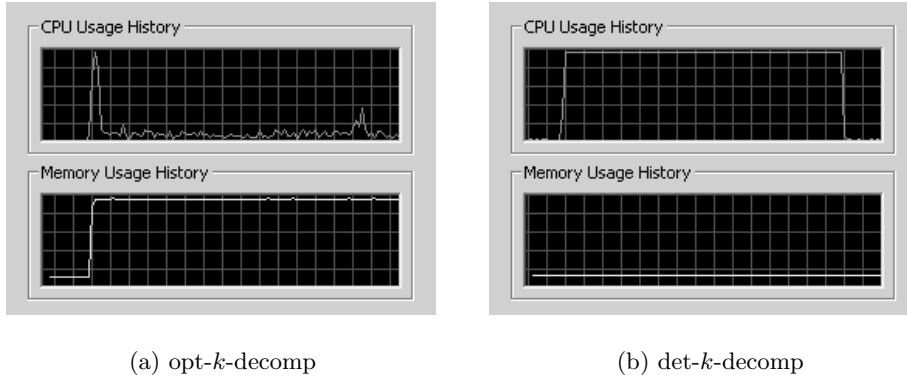 CPU Usage History
Memory Usage History
(a) opt-k-decomp
CPU Usage History
Memory Usage History
(b) det-k-decomp